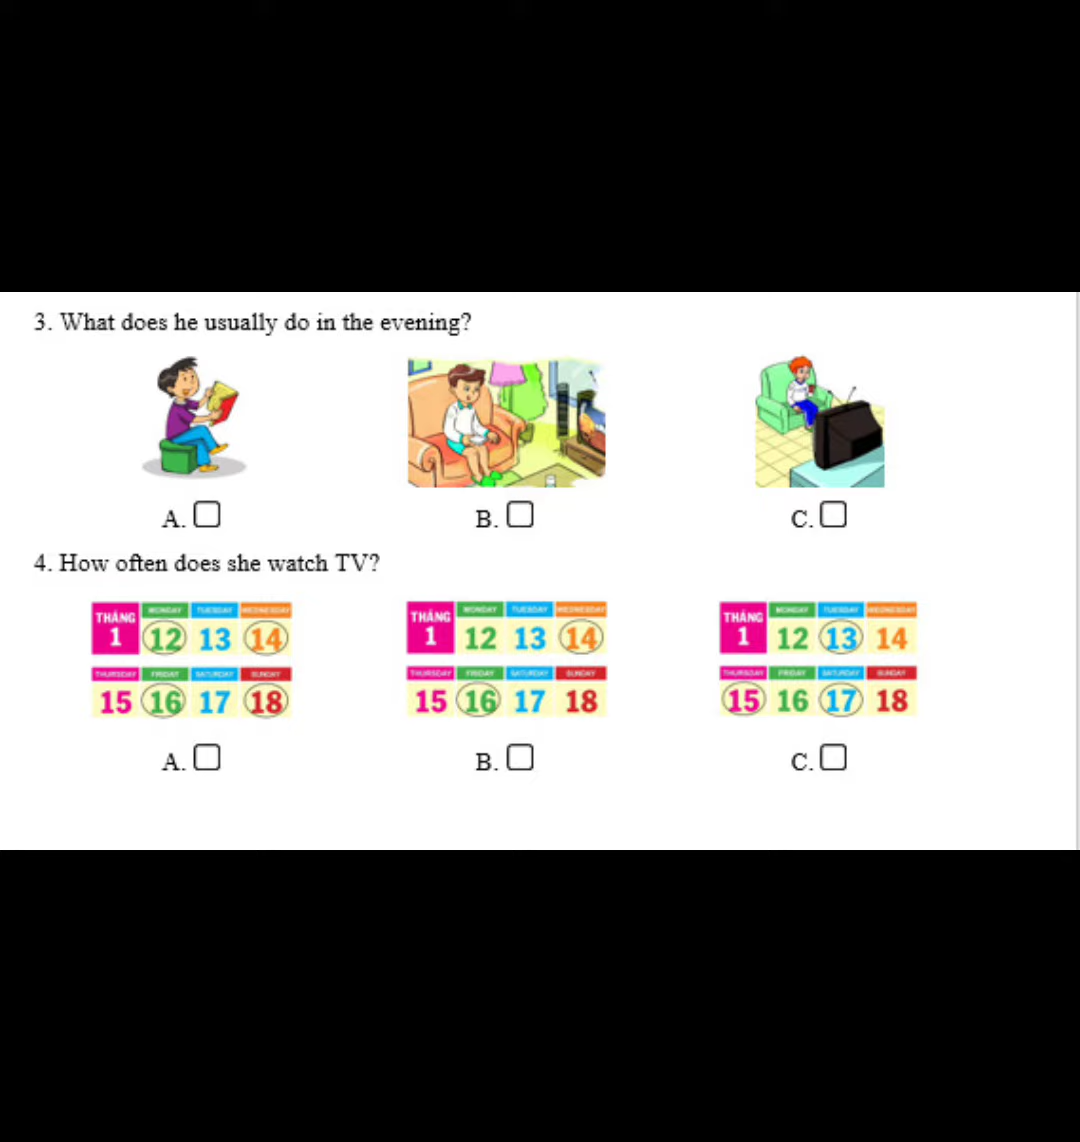 3. What does he usually do in the evening?
A. B. C.
4. How often does she watch TV?
THÁNG MONDAY TUESDAY WEDNESDAY THÁNG MONDAY TUESDAY WEDNESDAY THÁNG MONDAY TUESDAY WEDNESDAY
1 12 13 14 1 12 13 14 1 12 13 14
THURSDAY FRIDAY SATURDAY SUNDAY THURSDAY FRIDAY SATURDAY SUNDAY THURSDAY FRIDAY SATURDAY SUNDAY
15 16 17 18 15 16 17 18 15 16 17 18
A. B. C.